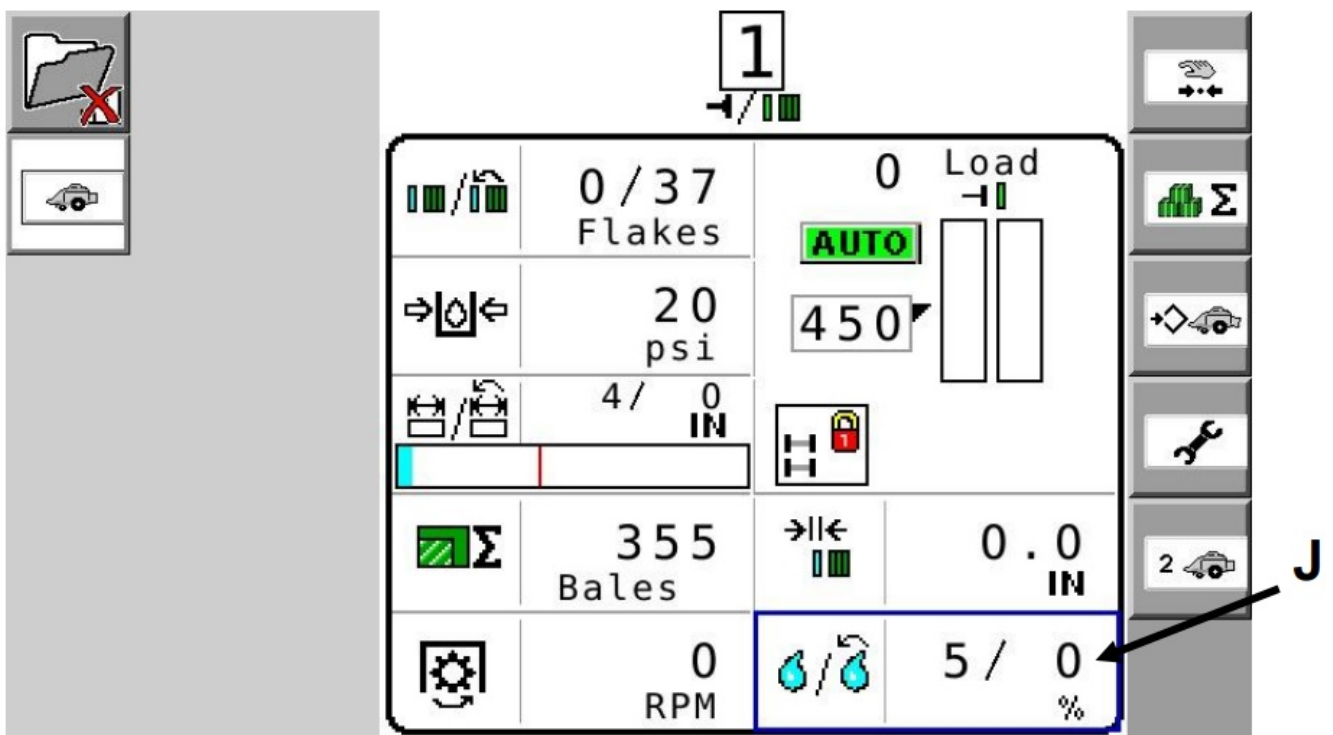 1
0/37
Flakes
0
Load
AUTO
20
psi
450
4/ 0
IN
1
355
Bales
0.0
IN
2
J
0
RPM
5/ 0
%
Σ
Σ